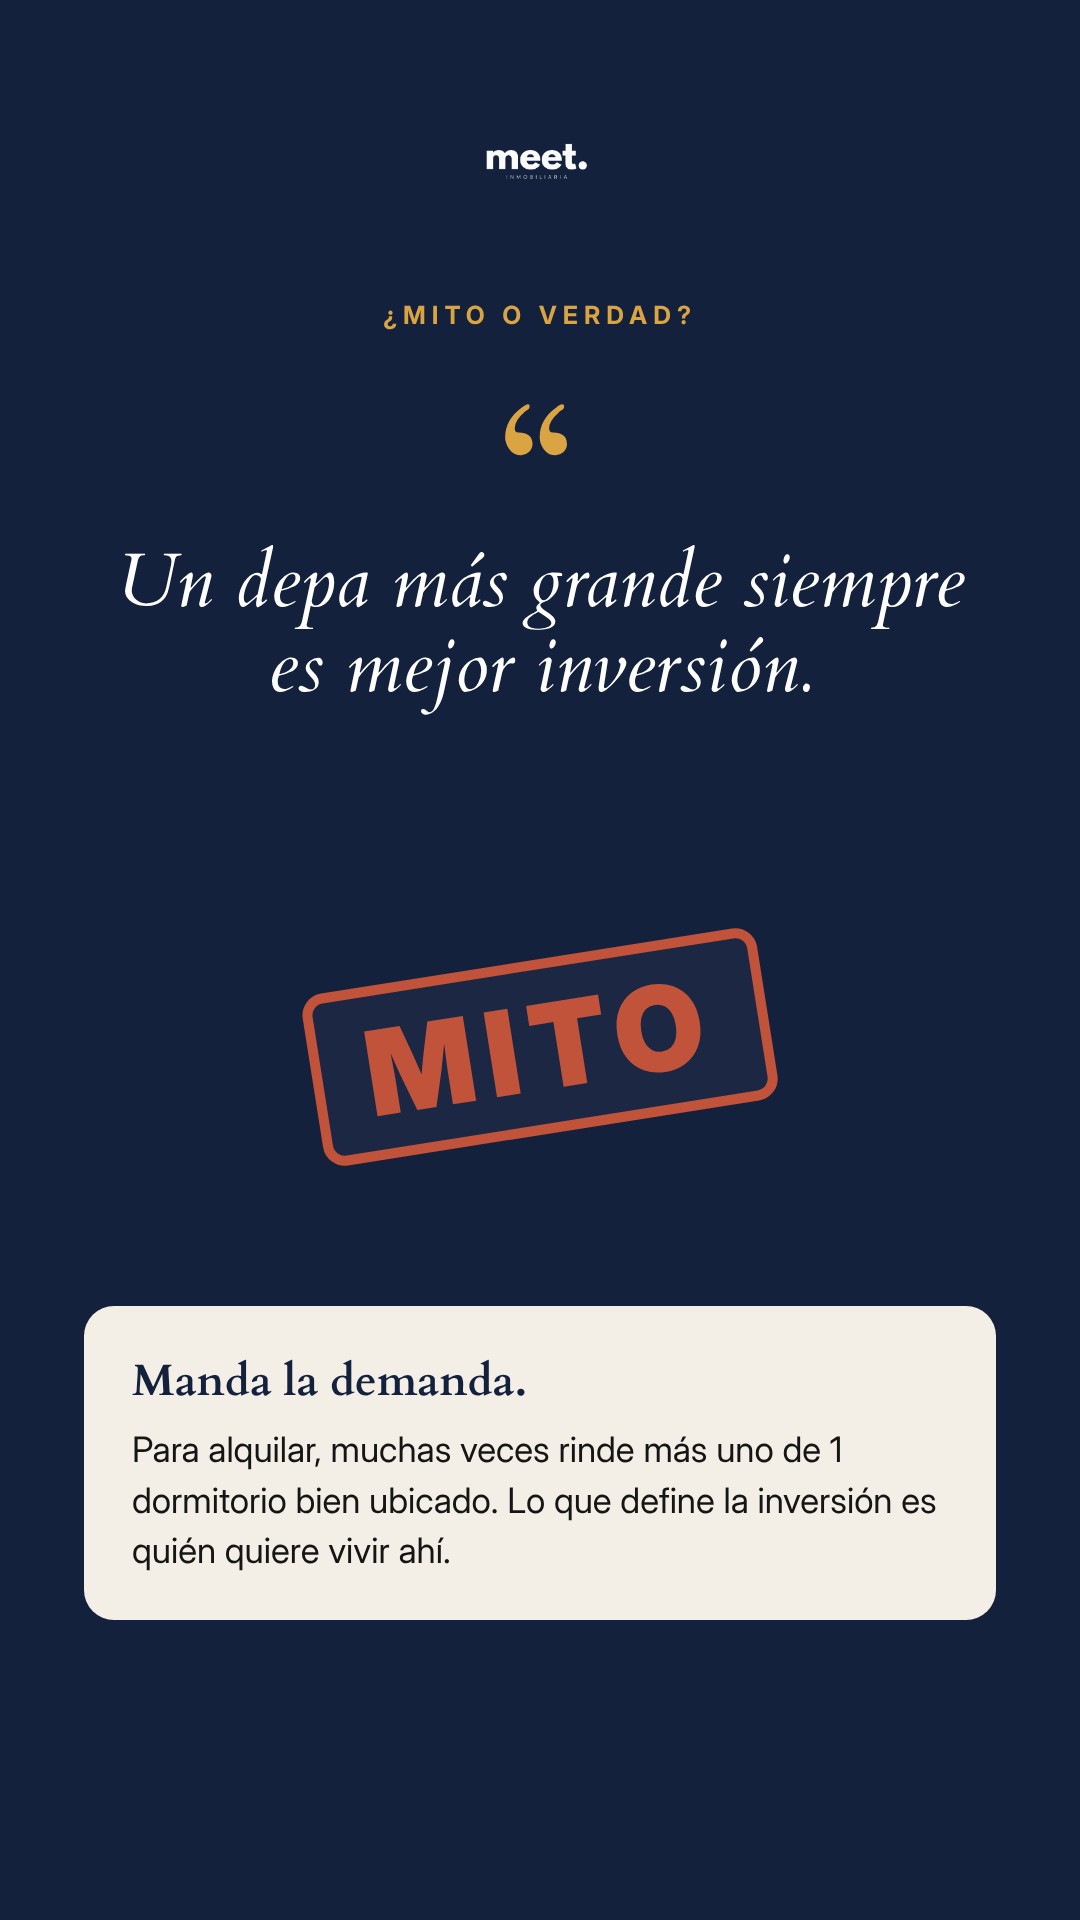 meet.
INMOBILIARIA
¿MITO O VERDAD?
“
Un depa más grande siempre
es mejor inversión.
MITO
Manda la demanda.
Para alquilar, muchas veces rinde más uno de 1
dormitorio bien ubicado. Lo que define la inversión es
quién quiere vivir ahí.